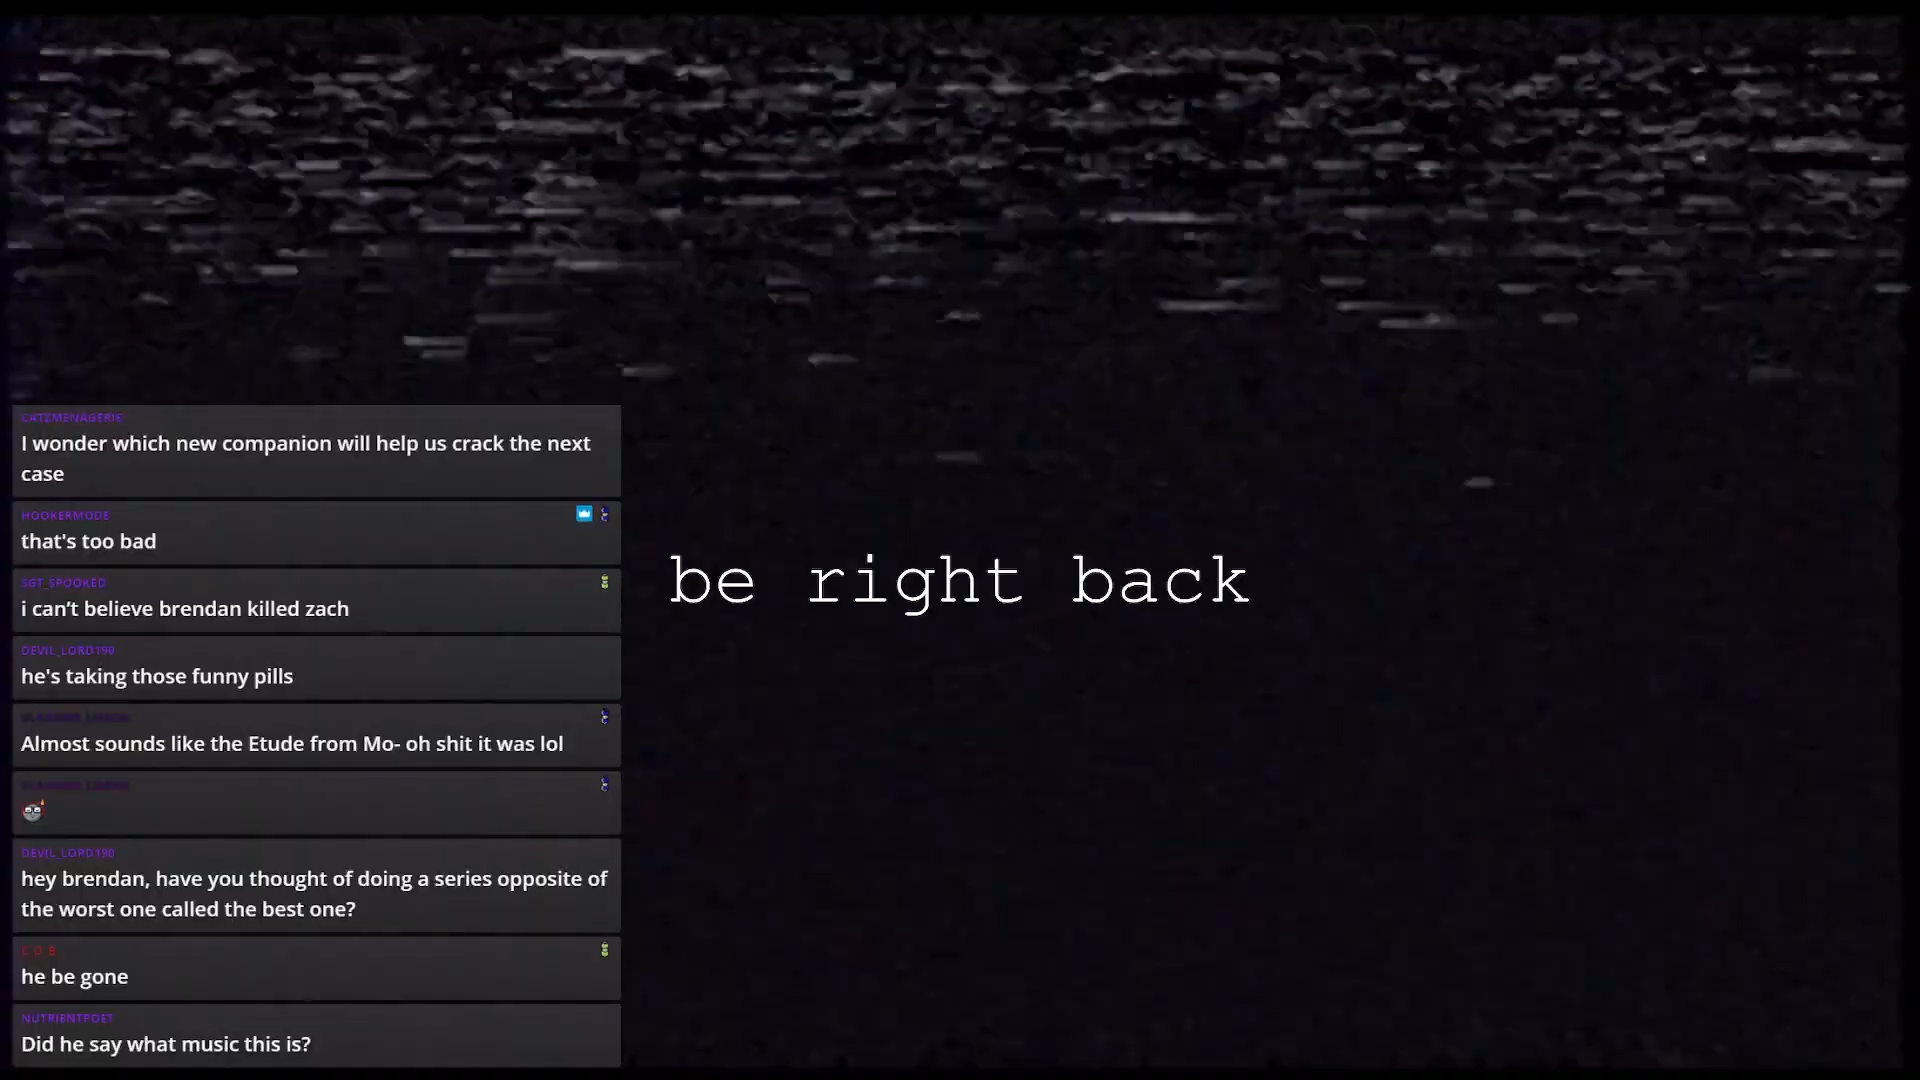 CATZMENAGERIE
I wonder which new companion will help us crack the next
case
HOOKERMODE
that's too bad
SGT_SPOOKED
i can’t believe brendan killed zach
DEVIL_LORD190
he's taking those funny pills
Almost sounds like the Etude from Mo- oh shit it was lol
DEVIL_LORD190
hey brendan, have you thought of doing a series opposite of
the worst one called the best one?
C_O_B
he be gone
NUTRIENTPOET
Did he say what music this is?
be right back